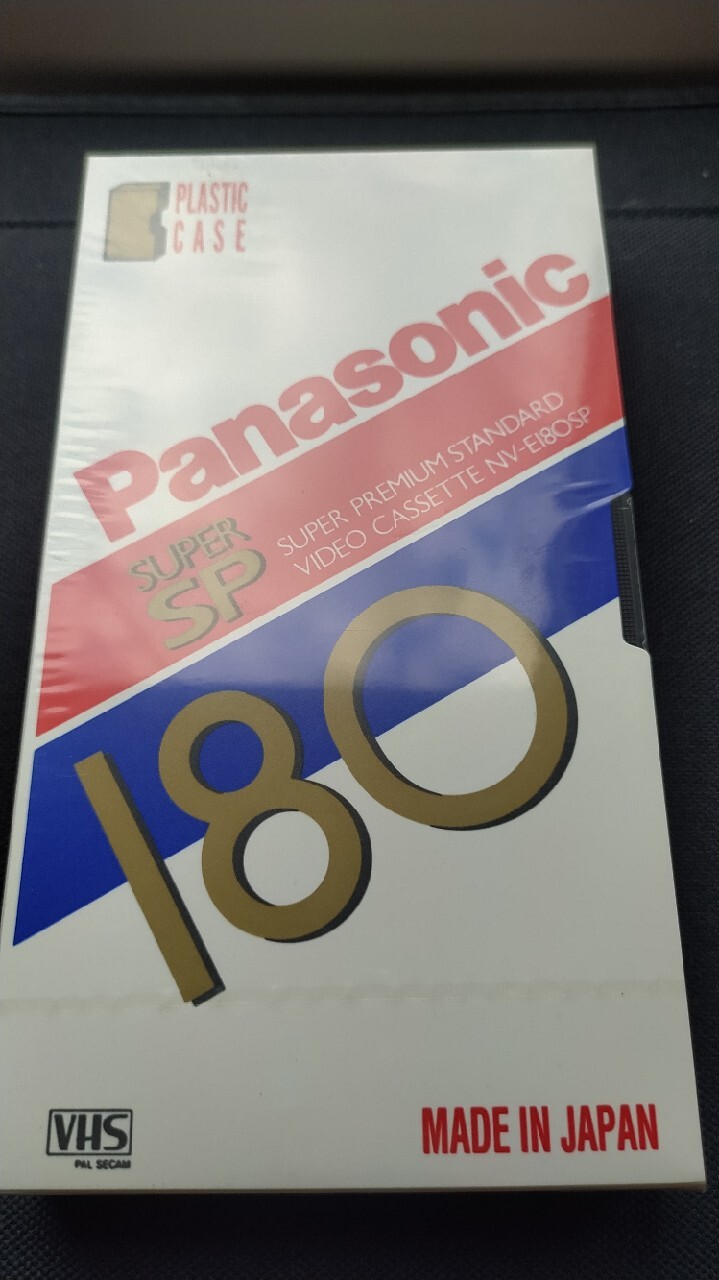 PLASTIC
CASE
Panasonic
SUPER
SP
SUPER PREMIUM STANDARD
VIDEO CASSETTE NV-E180SP
180
VHS
PAL SECAM
MADE IN JAPAN